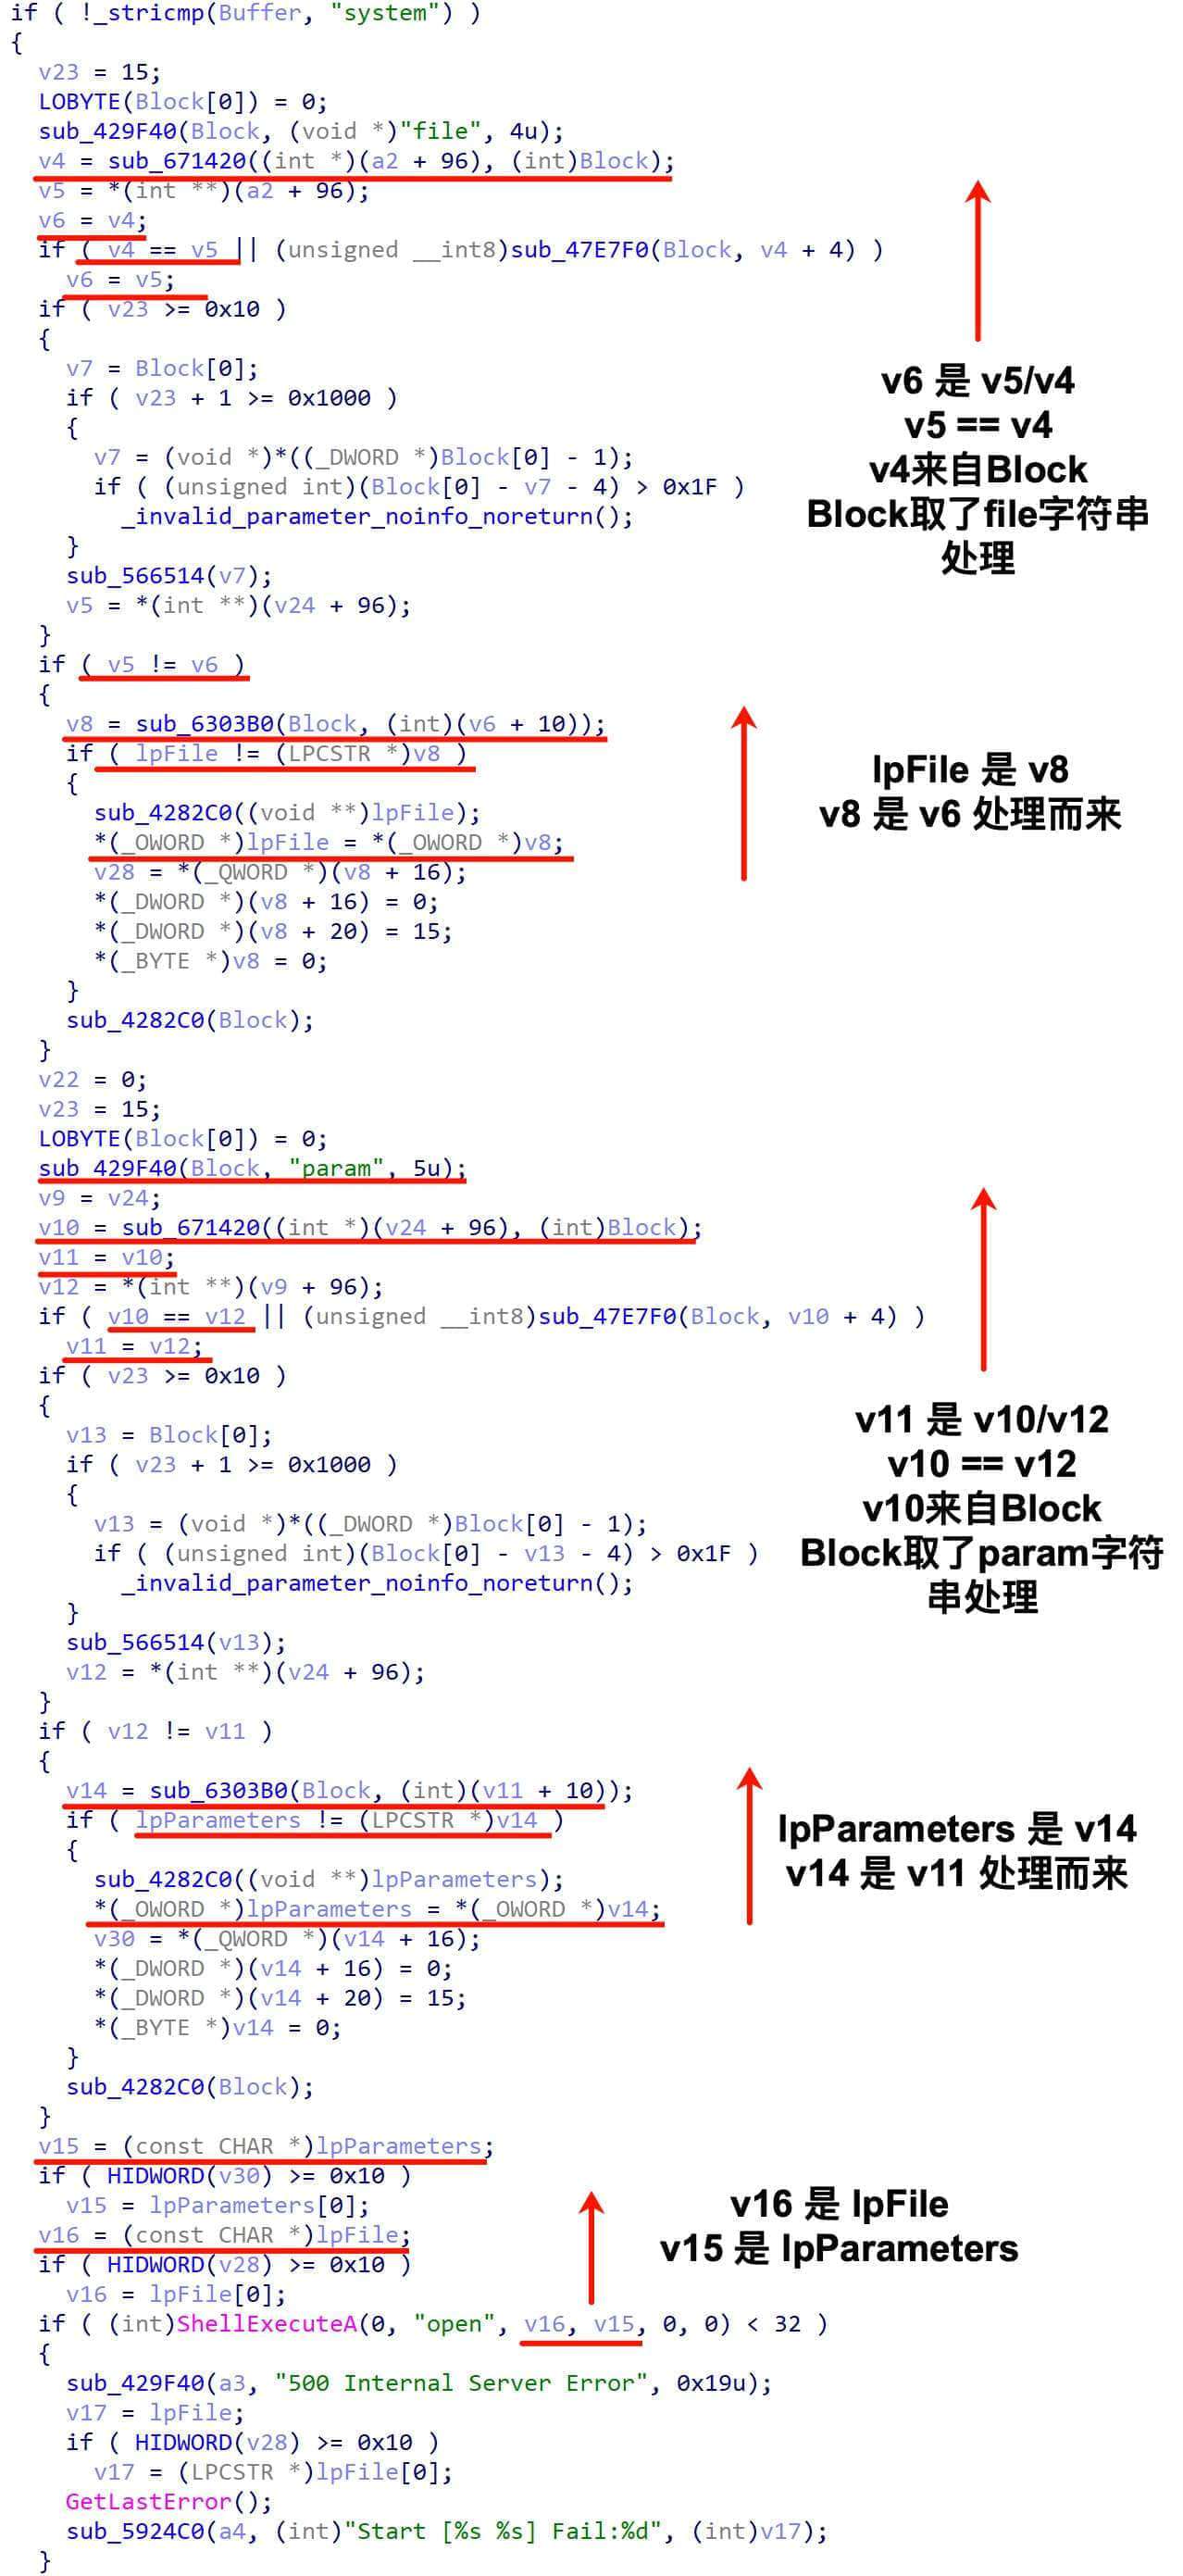 if ( !_stricmp(Buffer, "system") )
{
v23 = 15;
LOBYTE(Block[0]) = 0;
sub_429F40(Block, (void *)"file", 4u);
v4 = sub_671420((int *)(a2 + 96), (int)Block);
v5 = *(int **)(a2 + 96);
v6 = v4;
if ( v4 == v5 || (unsigned __int8)sub_47E7F0(Block, v4 + 4) )
v6 = v5;
if ( v23 >= 0x10 )
{
v7 = Block[0];
if ( v23 + 1 >= 0x1000 )
{
v7 = (void *)*((_DWORD *)Block[0] - 1);
if ( (unsigned int)(Block[0] - v7 - 4) > 0x1F )
_invalid_parameter_noinfo_noreturn();
}
sub_566514(v7);
v5 = *(int **)(v24 + 96);
}
v6 是 v5/v4
v5 == v4
v4来自Block
Block取了file字符串
处理
if ( v5 != v6 )
{
v8 = sub_6303B0(Block, (int)(v6 + 10));
if ( lpFile != (LPCSTR *)v8 )
{
sub_4282C0((void **)lpFile);
*(_OWORD *)lpFile = *(_OWORD *)v8;
v28 = *(_QWORD *)(v8 + 16);
*(_DWORD *)(v8 + 16) = 0;
*(_DWORD *)(v8 + 20) = 15;
*(_BYTE *)v8 = 0;
}
sub_4282C0(Block);
}
lpFile 是 v8
v8 是 v6 处理而来
v22 = 0;
v23 = 15;
LOBYTE(Block[0]) = 0;
sub_429F40(Block, "param", 5u);
v9 = v24;
v10 = sub_671420((int *)(v24 + 96), (int)Block);
v11 = v10;
v12 = *(int **)(v9 + 96);
if ( v10 == v12 || (unsigned __int8)sub_47E7F0(Block, v10 + 4) )
v11 = v12;
if ( v23 >= 0x10 )
{
v13 = Block[0];
if ( v23 + 1 >= 0x1000 )
{
v13 = (void *)*((_DWORD *)Block[0] - 1);
if ( (unsigned int)(Block[0] - v13 - 4) > 0x1F )
_invalid_parameter_noinfo_noreturn();
}
sub_566514(v13);
v12 = *(int **)(v24 + 96);
}
v11 是 v10/v12
v10 == v12
v10来自Block
Block取了param字符
串处理
if ( v12 != v11 )
{
v14 = sub_6303B0(Block, (int)(v11 + 10));
if ( lpParameters != (LPCSTR *)v14 )
{
sub_4282C0((void **)lpParameters);
*(_OWORD *)lpParameters = *(_OWORD *)v14;
v30 = *(_QWORD *)(v14 + 16);
*(_DWORD *)(v14 + 16) = 0;
*(_DWORD *)(v14 + 20) = 15;
*(_BYTE *)v14 = 0;
}
sub_4282C0(Block);
}
lpParameters 是 v14
v14 是 v11 处理而来
v15 = (const CHAR *)lpParameters;
if ( HIDWORD(v30) >= 0x10 )
v15 = lpParameters[0];
v16 = (const CHAR *)lpFile;
if ( HIDWORD(v28) >= 0x10 )
v16 = lpFile[0];
v16 是 lpFile
v15 是 lpParameters
if ( (int)ShellExecuteA(0, "open", v16, v15, 0, 0) < 32 )
{
sub_429F40(a3, "500 Internal Server Error", 0x19u);
v17 = lpFile;
if ( HIDWORD(v28) >= 0x10 )
v17 = (LPCSTR *)lpFile[0];
GetLastError();
sub_5924C0(a4, (int)"Start [%s %s] Fail:%d", (int)v17);
}